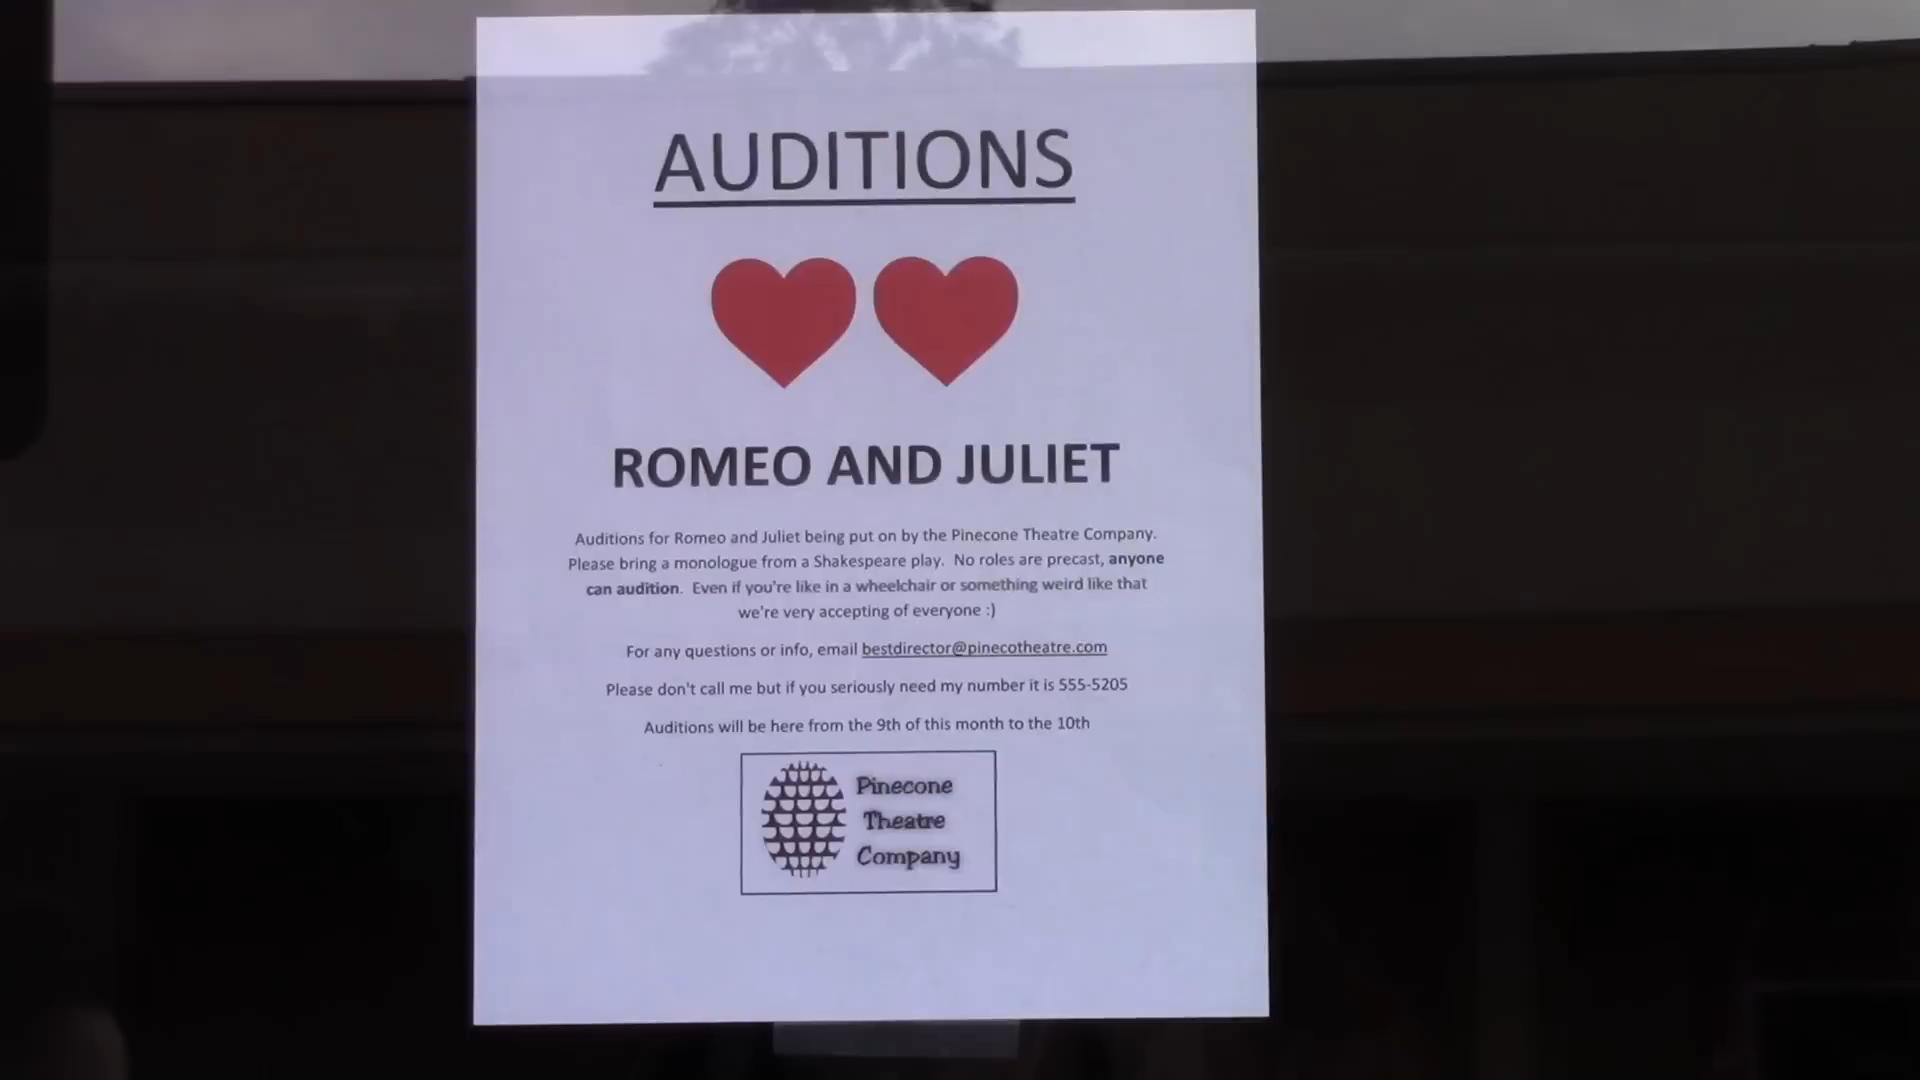 AUDITIONS
ROMEO AND JULIET
Auditions for Romeo and Juliet being put on by the Pinecone Theatre Company.
Please bring a monologue from a Shakespeare play. No roles are precast, anyone
can audition. Even if you're like in a wheelchair or something weird like that
we're very accepting of everyone :)
For any questions or info, email bestdirector@pinecotheatre.com
Please don't call me but if you seriously need my number it is 555-5205
Auditions will be here from the 9th of this month to the 10th
Pinecone
Theatre
Company